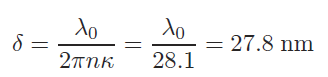 δ = λ₀ / 2πnκ = λ₀ / 28.1 = 27.8 nm